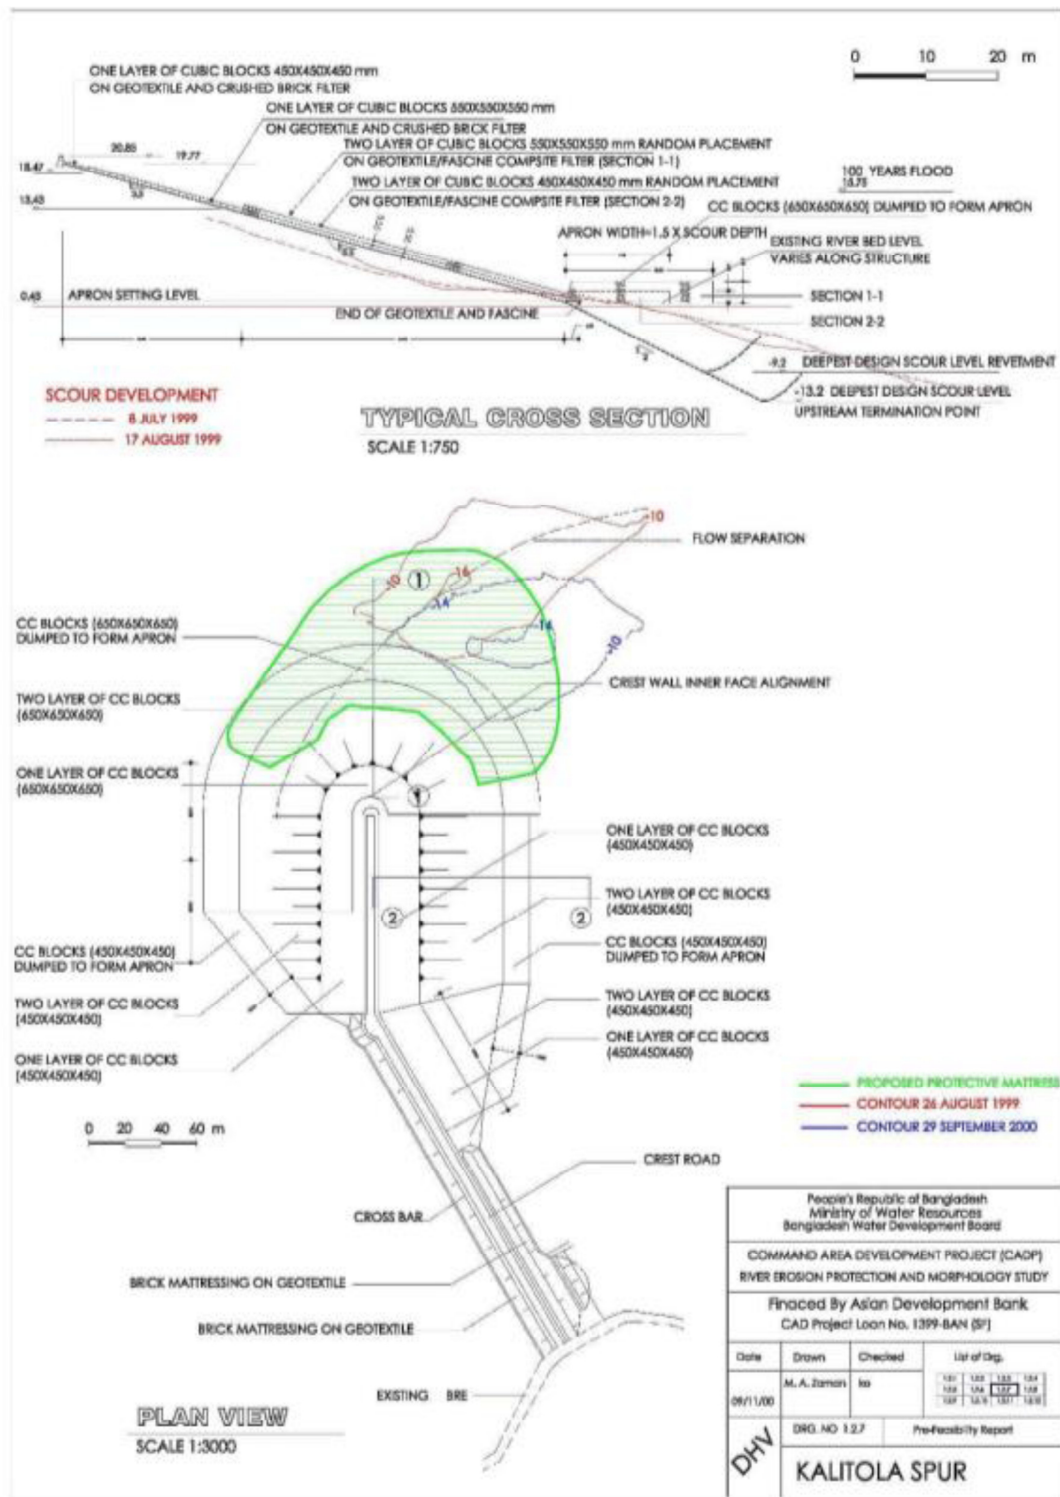 0 10 20 m
ONE LAYER OF CUBIC BLOCKS 450X450X450 mm
ON GEOTEXTILE AND CRUSHED BRICK FILTER
ONE LAYER OF CUBIC BLOCKS 550X550X550 mm
ON GEOTEXTILE AND CRUSHED BRICK FILTER
20.85
19.77
TWO LAYER OF CUBIC BLOCKS 550X550X550 mm RANDOM PLACEMENT
ON GEOTEXTILE/FASCINE COMPSITE FILTER (SECTION 1-1)
TWO LAYER OF CUBIC BLOCKS 450X450X450 mm RANDOM PLACEMENT
ON GEOTEXTILE/FASCINE COMPSITE FILTER (SECTION 2-2)
100 YEARS FLOOD
15.75
13.43
CC BLOCKS (650X650X650) DUMPED TO FORM APRON
APRON WIDTH=1.5 X SCOUR DEPTH
EXISTING RIVER BED LEVEL
VARIES ALONG STRUCTURE
0.45
APRON SETTING LEVEL
SECTION 1-1
END OF GEOTEXTILE AND FASCINE
SECTION 2-2
-9.2 DEEPEST DESIGN SCOUR LEVEL REVETMENT
-13.2 DEEPEST DESIGN SCOUR LEVEL
UPSTREAM TERMINATION POINT
SCOUR DEVELOPMENT
8 JULY 1999
17 AUGUST 1999
TYPICAL CROSS SECTION
SCALE 1:750
-10
FLOW SEPARATION
-10
1
-16
-14
-14
-10
CC BLOCKS (650X650X650)
DUMPED TO FORM APRON
CREST WALL INNER FACE ALIGNMENT
TWO LAYER OF CC BLOCKS
(650X650X650)
ONE LAYER OF CC BLOCKS
(650X650X650)
1
ONE LAYER OF CC BLOCKS
(450X450X450)
TWO LAYER OF CC BLOCKS
(450X450X450)
2
2
CC BLOCKS (450X450X450)
DUMPED TO FORM APRON
CC BLOCKS (450X450X450)
DUMPED TO FORM APRON
TWO LAYER OF CC BLOCKS
(450X450X450)
TWO LAYER OF CC BLOCKS
(450X450X450)
ONE LAYER OF CC BLOCKS
(450X450X450)
ONE LAYER OF CC BLOCKS
(450X450X450)
PROPOSED PROTECTIVE MATTRESS
CONTOUR 26 AUGUST 1999
CONTOUR 29 SEPTEMBER 2000
0 20 40 60 m
CREST ROAD
CROSS BAR
BRICK MATTRESSING ON GEOTEXTILE
BRICK MATTRESSING ON GEOTEXTILE
EXISTING BRE
PLAN VIEW
SCALE 1:3000
People's Republic of Bangladesh
Ministry of Water Resources
Bangladesh Water Development Board
COMMAND AREA DEVELOPMENT PROJECT (CADP)
RIVER EROSION PROTECTION AND MORPHOLOGY STUDY
Finaced By Asian Development Bank
CAD Project Loan No. 1399-BAN (SF)
Date Drawn Checked List of Drg.
09/11/00 M. A. Zaman
DRG. NO 1.2.7 Pre-Feasibility Report
DHV
KALITOLA SPUR